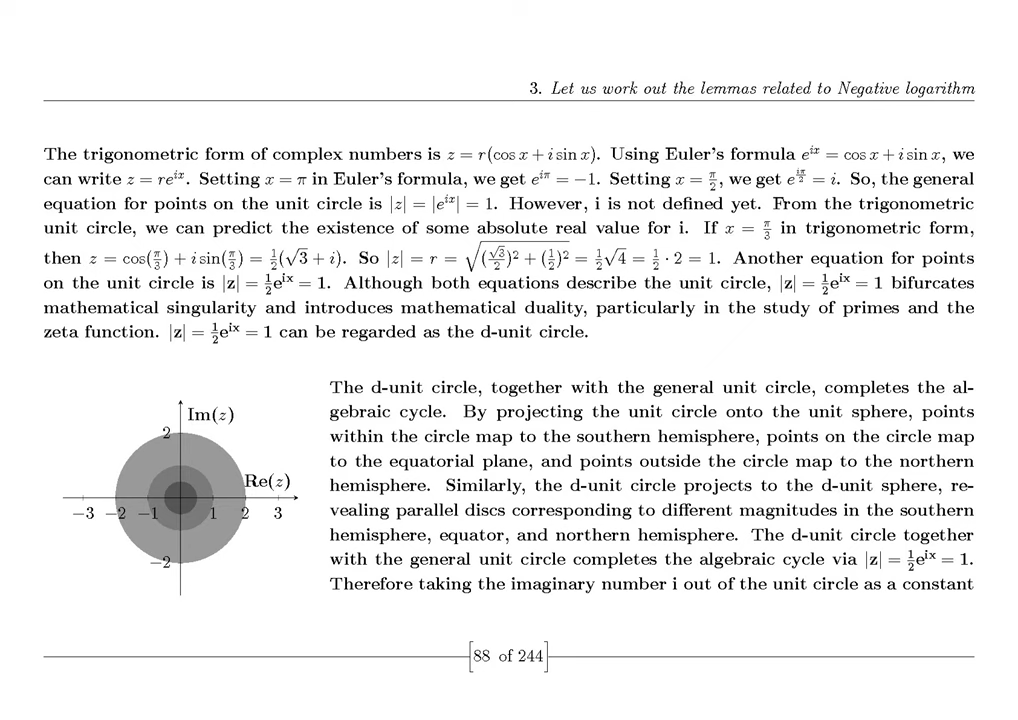 3. Let us work out the lemmas related to Negative logarithm
The trigonometric form of complex numbers is z = r(cos x + i sin x). Using Euler's formula e^{ix} = cos x + i sin x, we
can write z = re^{ix}. Setting x = π in Euler's formula, we get e^{iπ} = −1. Setting x = π/2, we get e^{iπ/2} = i. So, the general
equation for points on the unit circle is |z| = |e^{ix}| = 1. However, i is not defined yet. From the trigonometric
unit circle, we can predict the existence of some absolute real value for i. If x = π/3 in trigonometric form,
then z = cos(π/3) + i sin(π/3) = 1/2(√3 + i). So |z| = r = √((√3/2)² + (1/2)²) = 1/2√4 = 1/2 · 2 = 1. Another equation for points
on the unit circle is |z| = 1/2e^{ix} = 1. Although both equations describe the unit circle, |z| = 1/2e^{ix} = 1 bifurcates
mathematical singularity and introduces mathematical duality, particularly in the study of primes and the
zeta function. |z| = 1/2e^{ix} = 1 can be regarded as the d-unit circle.
Im(z)
2
Re(z)
−3 −2 −1 1 2 3
−2
The d-unit circle, together with the general unit circle, completes the al-
gebraic cycle. By projecting the unit circle onto the unit sphere, points
within the circle map to the southern hemisphere, points on the circle map
to the equatorial plane, and points outside the circle map to the northern
hemisphere. Similarly, the d-unit circle projects to the d-unit sphere, re-
vealing parallel discs corresponding to different magnitudes in the southern
hemisphere, equator, and northern hemisphere. The d-unit circle together
with the general unit circle completes the algebraic cycle via |z| = 1/2e^{ix} = 1.
Therefore taking the imaginary number i out of the unit circle as a constant
88 of 244